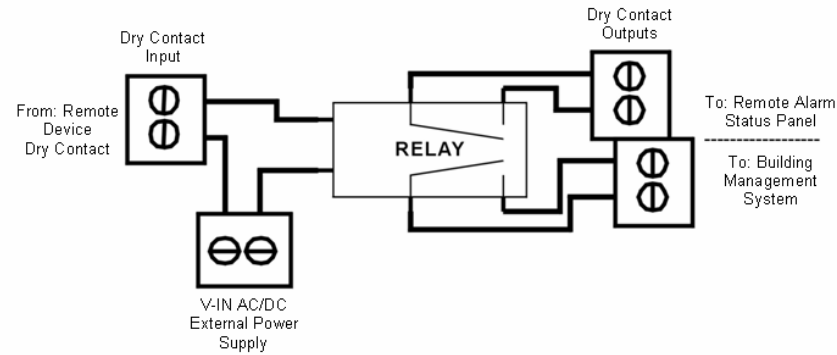 Dry Contact
Input
From: Remote
Device
Dry Contact
RELAY
Dry Contact
Outputs
To: Remote Alarm
Status Panel
To: Building
Management
System
V-IN AC/DC
External Power
Supply